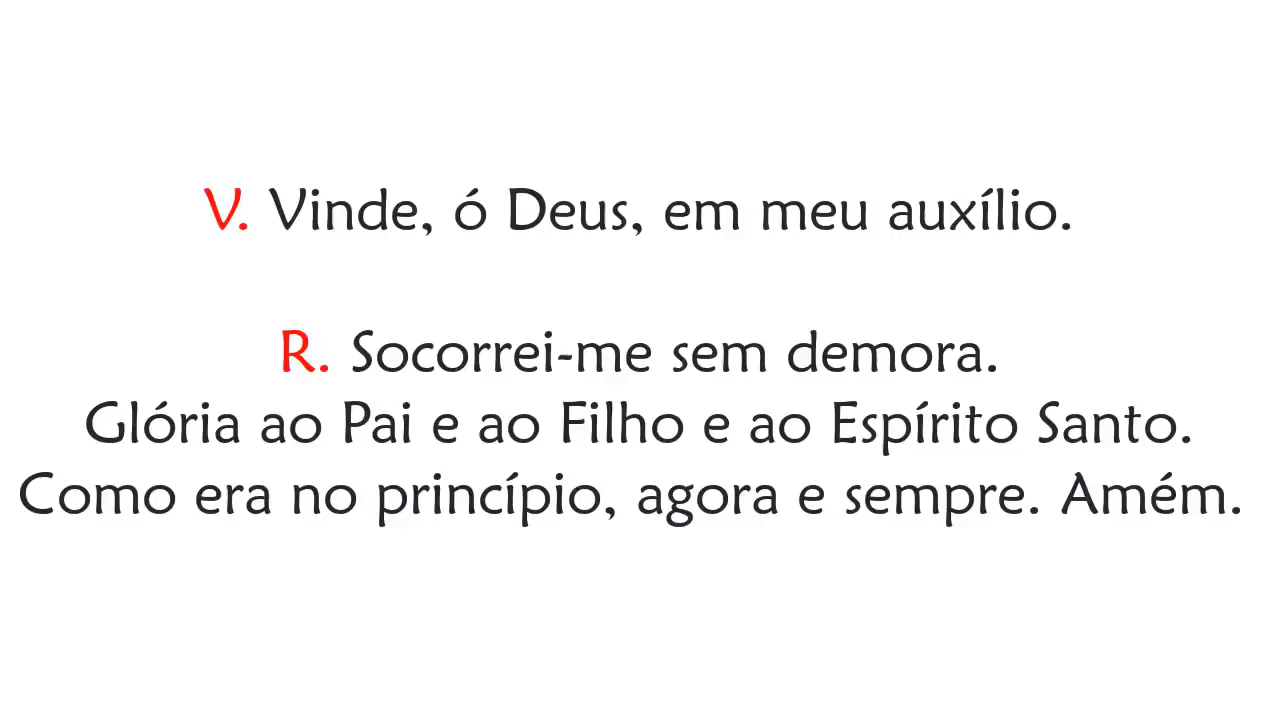 V. Vinde, ó Deus, em meu auxílio.
R. Socorrei-me sem demora.
Glória ao Pai e ao Filho e ao Espírito Santo.
Como era no princípio, agora e sempre. Amém.